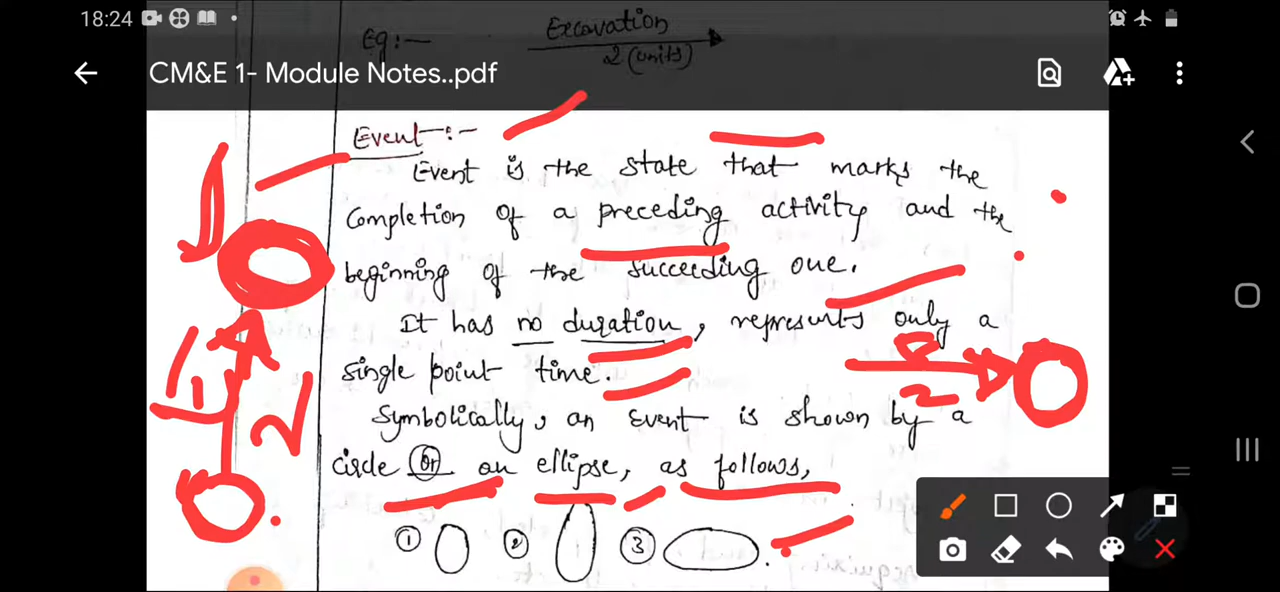 18:24
Excavation
Eg:-
2 (units)
CM&E 1- Module Notes..pdf
Event:-
Event is the state that marks the
completion of a preceding activity and the
beginning of the succeeding one.
It has no duration, represents only a
single point time.
Symbolically, an Event is shown by a
circle (or) an ellipse, as follows,
① ② ③
2